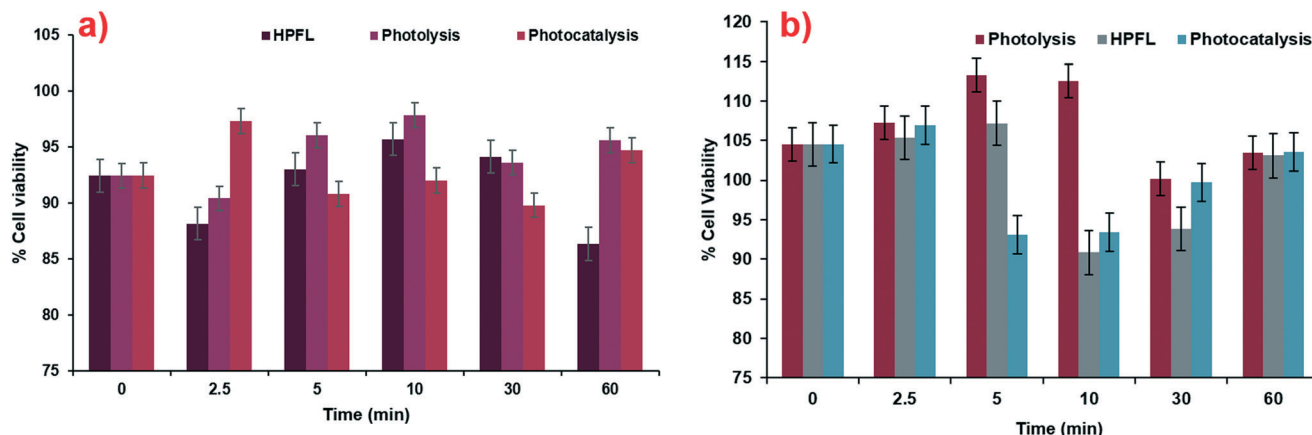 a)
HPFL Photolysis Photocatalysis
% Cell viability
105
100
95
90
85
80
75
0 2.5 5 10 30 60
Time (min)
b)
Photolysis HPFL Photocatalysis
% Cell Viability
120
115
110
105
100
95
90
85
80
75
0 2.5 5 10 30 60
Time (min)